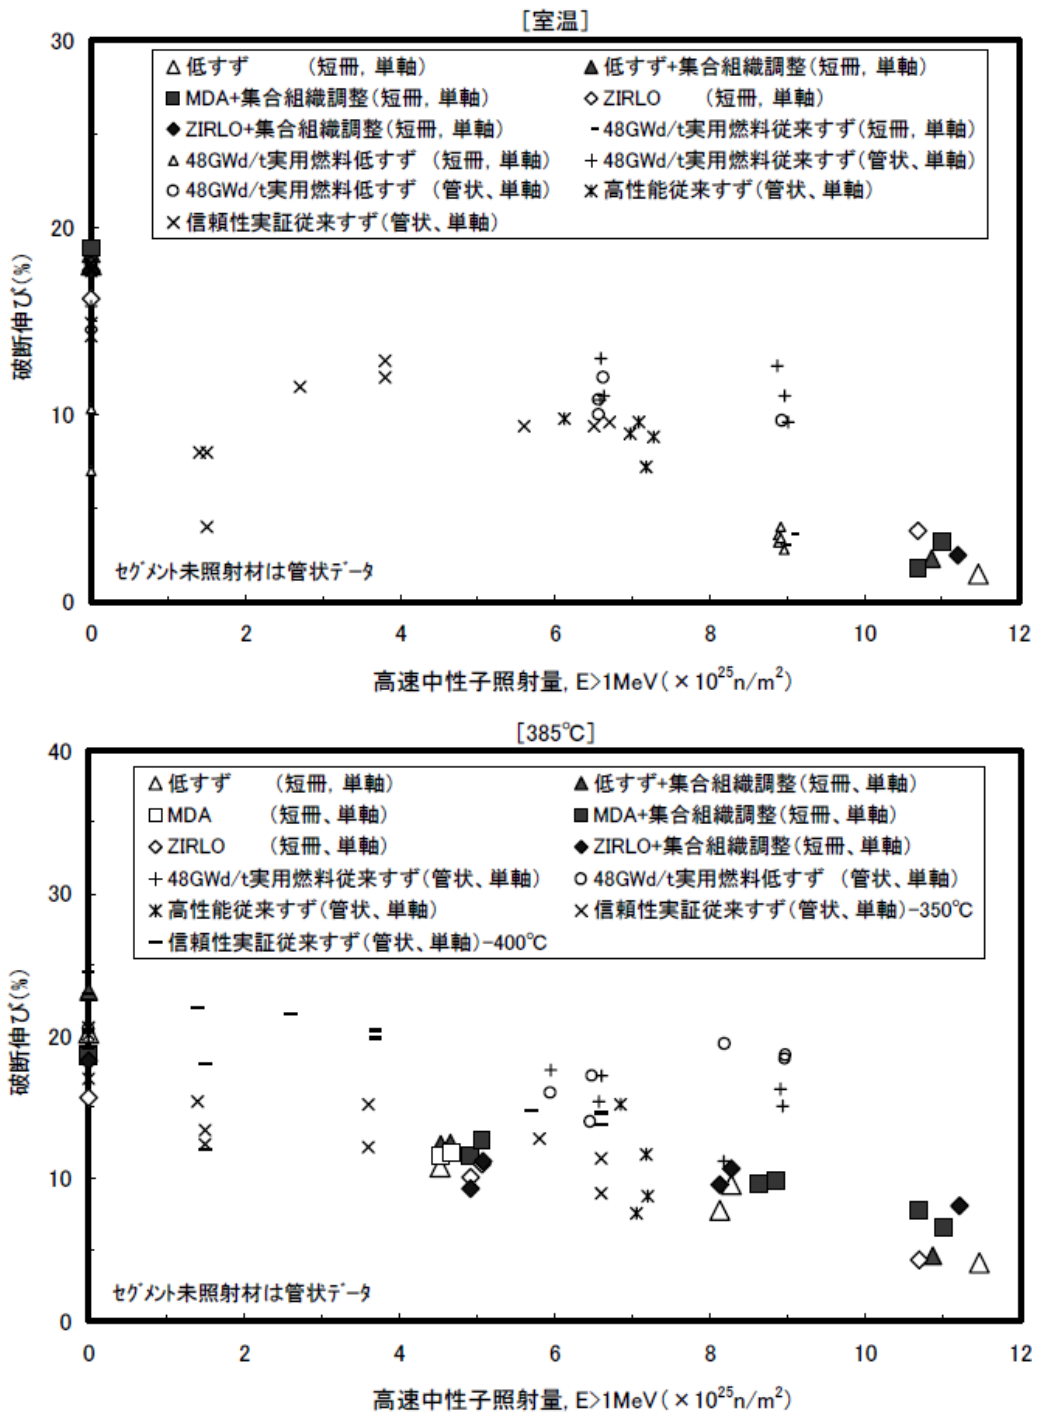 [室温]
30
20
10
0
破断伸び(%)
低すず (短冊, 単軸)
低すず+集合組織調整(短冊, 単軸)
MDA+集合組織調整(短冊, 単軸)
ZIRLO (短冊, 単軸)
ZIRLO+集合組織調整(短冊, 単軸)
48GWd/t実用燃料従来すず(短冊, 単軸)
48GWd/t実用燃料低すず (短冊, 単軸)
48GWd/t実用燃料従来すず(管状、単軸)
48GWd/t実用燃料低すず (管状、単軸)
高性能従来すず(管状、単軸)
信頼性実証従来すず(管状、単軸)
セグメント未照射材は管状データ
0 2 4 6 8 10 12
高速中性子照射量, E>1MeV(×10²⁵n/m²)
[385℃]
40
30
20
10
0
破断伸び(%)
低すず (短冊, 単軸)
低すず+集合組織調整(短冊、単軸)
MDA (短冊、単軸)
MDA+集合組織調整(短冊、単軸)
ZIRLO (短冊、単軸)
ZIRLO+集合組織調整(短冊、単軸)
48GWd/t実用燃料従来すず(管状、単軸)
48GWd/t実用燃料低すず (管状、単軸)
高性能従来すず(管状、単軸)
信頼性実証従来すず(管状、単軸)-350℃
信頼性実証従来すず(管状、単軸)-400℃
セグメント未照射材は管状データ
0 2 4 6 8 10 12
高速中性子照射量, E>1MeV(×10²⁵n/m²)